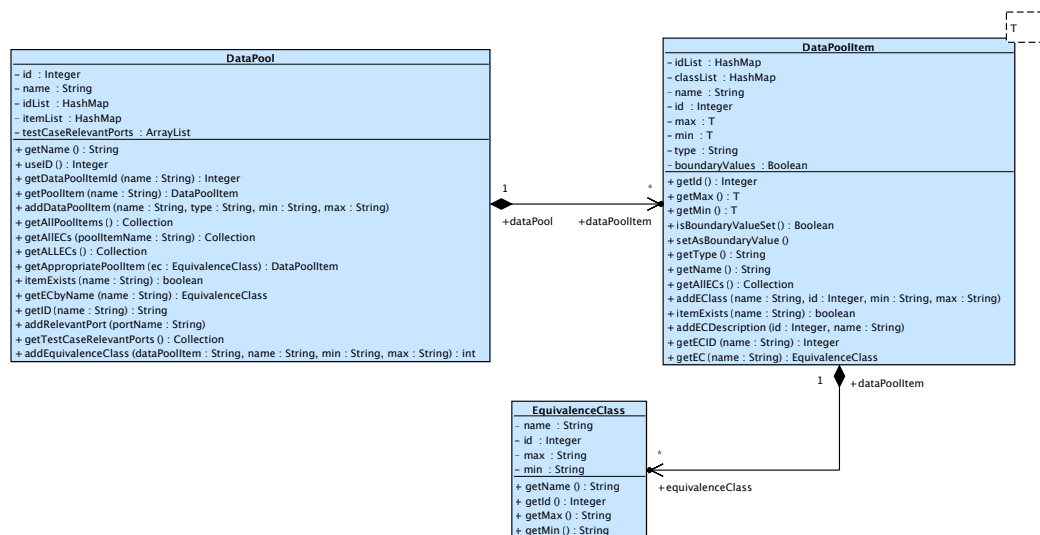 DataPool
- id : Integer
- name : String
- idList : HashMap
- itemList : HashMap
- testCaseRelevantPorts : ArrayList
+ getName () : String
+ useID () : Integer
+ getDataPoolItemId (name : String) : Integer
+ getPoolItem (name : String) : DataPoolItem
+ addDataPoolItem (name : String, type : String, min : String, max : String)
+ getAllPoolItems () : Collection
+ getAllECs (poolItemName : String) : Collection
+ getALLECs () : Collection
+ getAppropriatePoolItem (ec : EquivalenceClass) : DataPoolItem
+ itemExists (name : String) : boolean
+ getECbyName (name : String) : EquivalenceClass
+ getID (name : String) : String
+ addRelevantPort (portName : String)
+ getTestCaseRelevantPorts () : Collection
+ addEquivalenceClass (dataPoolItem : String, name : String, min : String, max : String) : int
1
+dataPool
*
+dataPoolItem
T
DataPoolItem
- idList : HashMap
- classList : HashMap
- name : String
- id : Integer
- max : T
- min : T
- type : String
- boundaryValues : Boolean
+ getId () : Integer
+ getMax () : T
+ getMin () : T
+ isBoundaryValueSet () : Boolean
+ setAsBoundaryValue ()
+ getType () : String
+ getName () : String
+ getAllECs () : Collection
+ addEClass (name : String, id : Integer, min : String, max : String)
+ itemExists (name : String) : boolean
+ addECDescription (id : Integer, name : String)
+ getECID (name : String) : Integer
+ getEC (name : String) : EquivalenceClass
1
+dataPoolItem
EquivalenceClass
- name : String
- id : Integer
- max : String
- min : String
+ getName () : String
+ getId () : Integer
+ getMax () : String
+ getMin () : String
*
+equivalenceClass